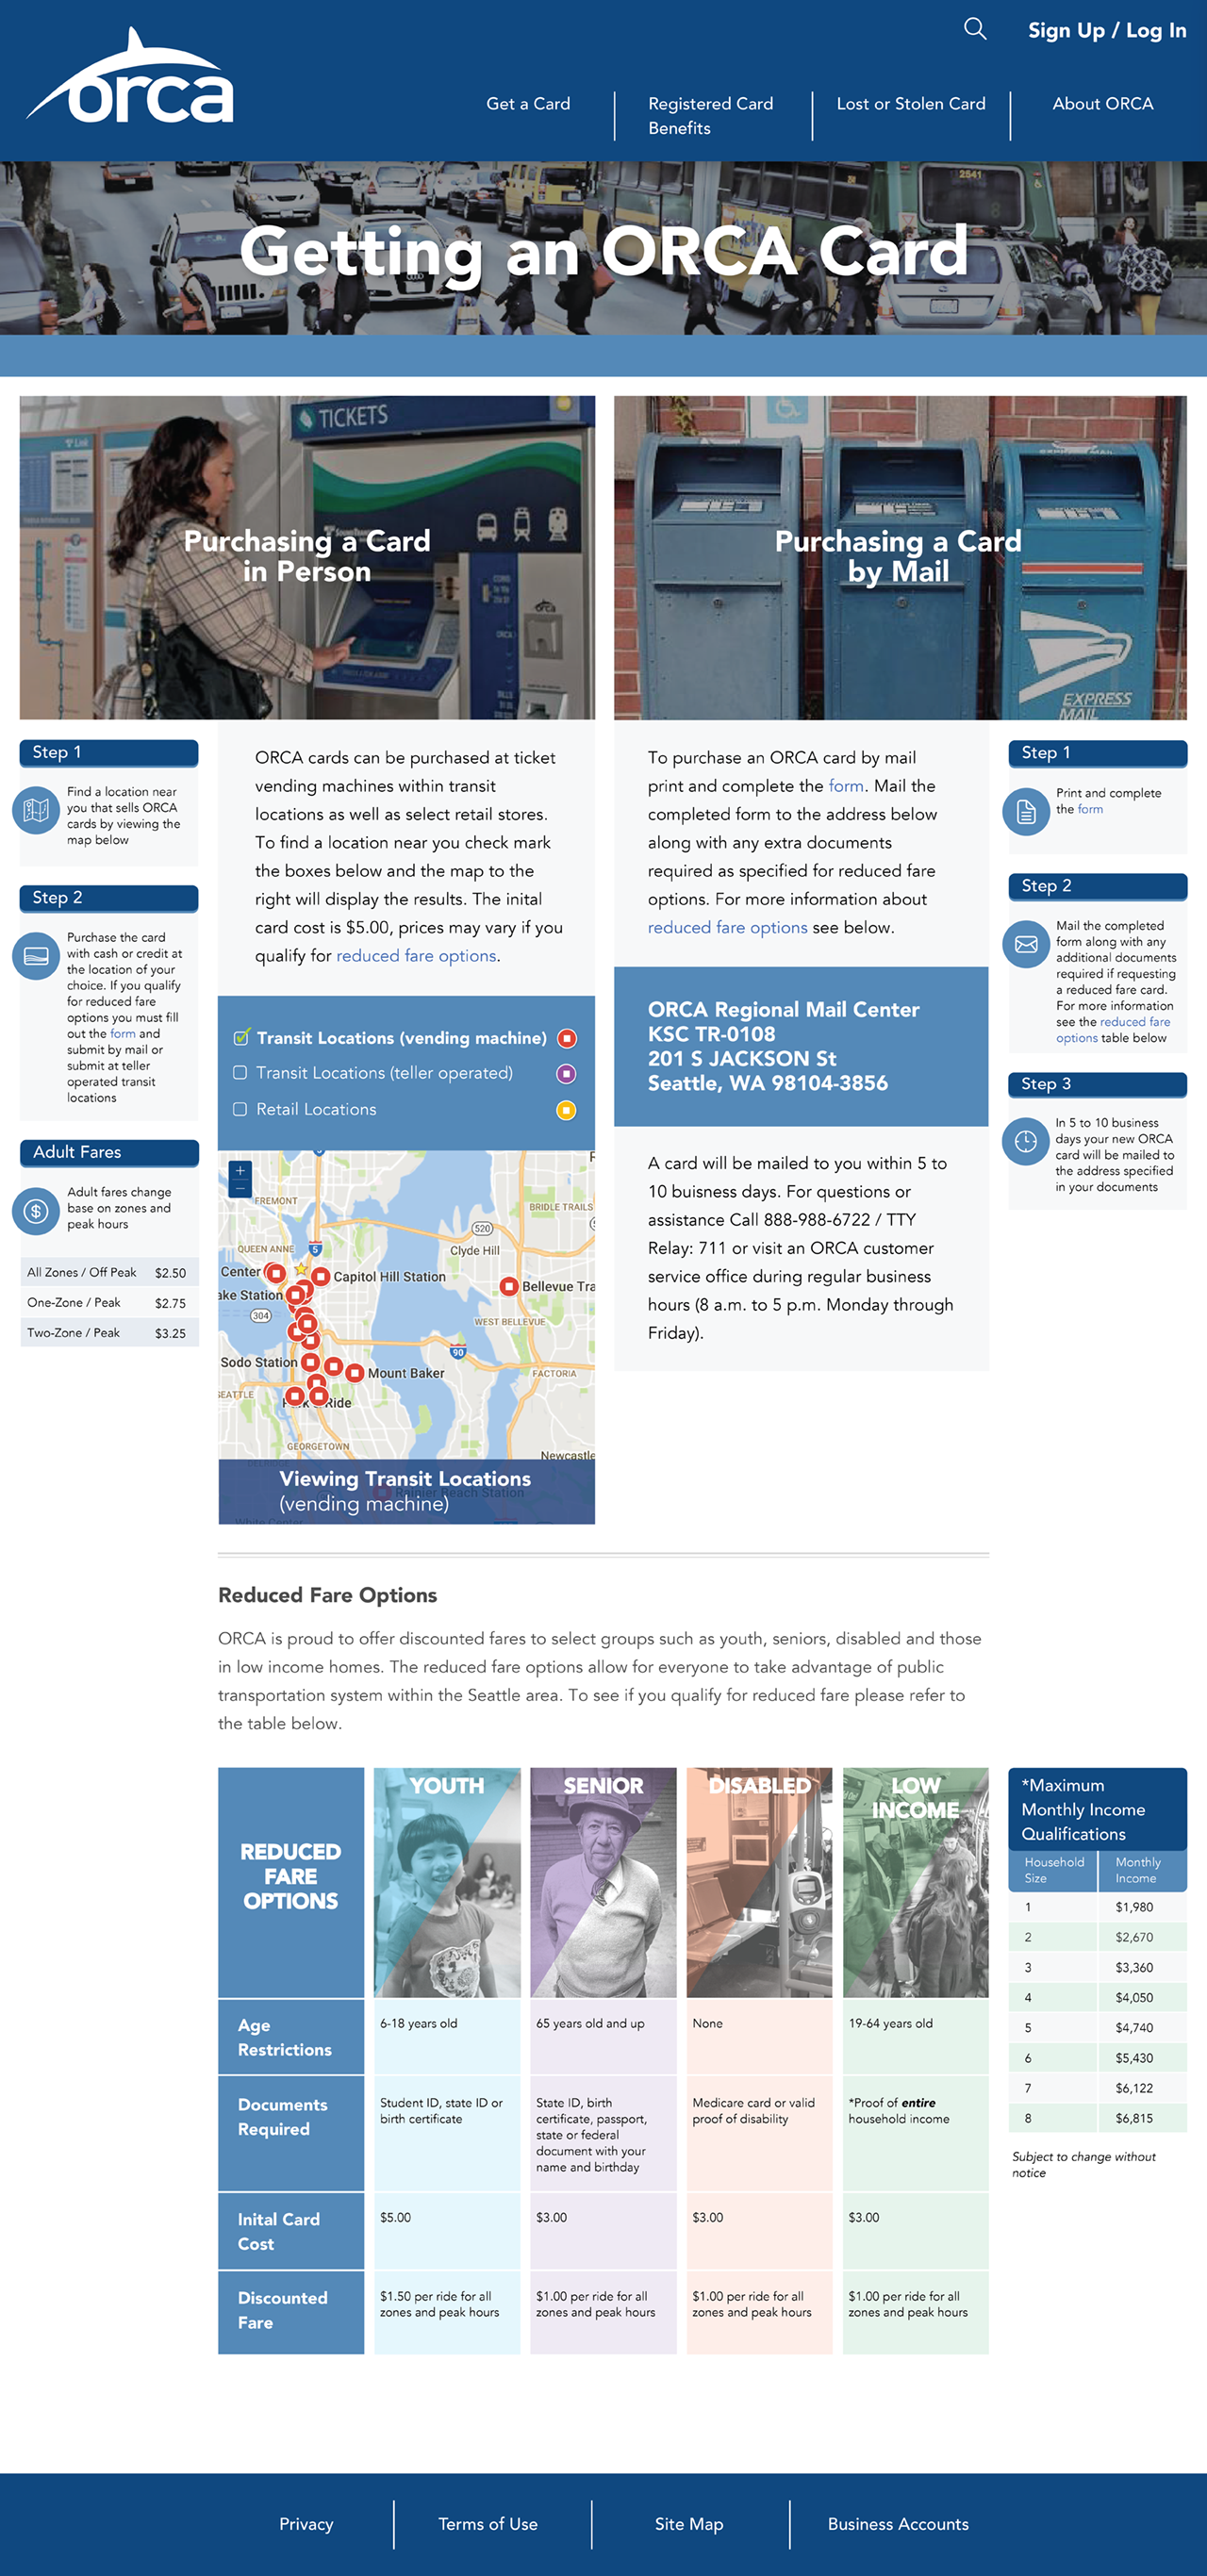 orca
Sign Up / Log In
Get a Card
Registered Card
Benefits
Lost or Stolen Card
About ORCA
2541
Getting an ORCA Card
TICKETS
Link
Purchasing a Card
in Person
ORCA
Purchasing a Card
by Mail
EXPRESS
MAIL
Step 1
Find a location near
you that sells ORCA
cards by viewing the
map below
Step 2
Purchase the card
with cash or credit at
the location of your
choice. If you qualify
for reduced fare
options you must fill
out the form and
submit by mail or
submit at teller
operated transit
locations
Adult Fares
Adult fares change
base on zones and
peak hours
All Zones / Off Peak $2.50
One-Zone / Peak $2.75
Two-Zone / Peak $3.25
ORCA cards can be purchased at ticket
vending machines within transit
locations as well as select retail stores.
To find a location near you check mark
the boxes below and the map to the
right will display the results. The inital
card cost is $5.00, prices may vary if you
qualify for reduced fare options.
Transit Locations (vending machine)
Transit Locations (teller operated)
Retail Locations
+
−
FREMONT
BRIDLE TRAILS
520
Clyde Hill
QUEEN ANNE
5
Center
Capitol Hill Station
Bellevue Tra
ake Station
304
WEST BELLEVUE
90
Sodo Station
Mount Baker
FACTORIA
SEATTLE
Ride
GEORGETOWN
Newcastle
Viewing Transit Locations
(vending machine)
Rainier Beach Station
White Center
To purchase an ORCA card by mail
print and complete the form. Mail the
completed form to the address below
along with any extra documents
required as specified for reduced fare
options. For more information about
reduced fare options see below.
ORCA Regional Mail Center
KSC TR-0108
201 S JACKSON St
Seattle, WA 98104-3856
A card will be mailed to you within 5 to
10 buisness days. For questions or
assistance Call 888-988-6722 / TTY
Relay: 711 or visit an ORCA customer
service office during regular business
hours (8 a.m. to 5 p.m. Monday through
Friday).
Step 1
Print and complete
the form
Step 2
Mail the completed
form along with any
additional documents
required if requesting
a reduced fare card.
For more information
see the reduced fare
options table below
Step 3
In 5 to 10 business
days your new ORCA
card will be mailed to
the address specified
in your documents
Reduced Fare Options
ORCA is proud to offer discounted fares to select groups such as youth, seniors, disabled and those
in low income homes. The reduced fare options allow for everyone to take advantage of public
transportation system within the Seattle area. To see if you qualify for reduced fare please refer to
the table below.
REDUCED
FARE
OPTIONS
YOUTH
SENIOR
DISABLED
LOW
INCOME
Age
Restrictions
6-18 years old
65 years old and up
None
19-64 years old
Documents
Required
Student ID, state ID or
birth certificate
State ID, birth
certificate, passport,
state or federal
document with your
name and birthday
Medicare card or valid
proof of disability
*Proof of entire
household income
Inital Card
Cost
$5.00
$3.00
$3.00
$3.00
Discounted
Fare
$1.50 per ride for all
zones and peak hours
$1.00 per ride for all
zones and peak hours
$1.00 per ride for all
zones and peak hours
$1.00 per ride for all
zones and peak hours
*Maximum
Monthly Income
Qualifications
Household
Size
Monthly
Income
1 $1,980
2 $2,670
3 $3,360
4 $4,050
5 $4,740
6 $5,430
7 $6,122
8 $6,815
Subject to change without
notice
Privacy
Terms of Use
Site Map
Business Accounts